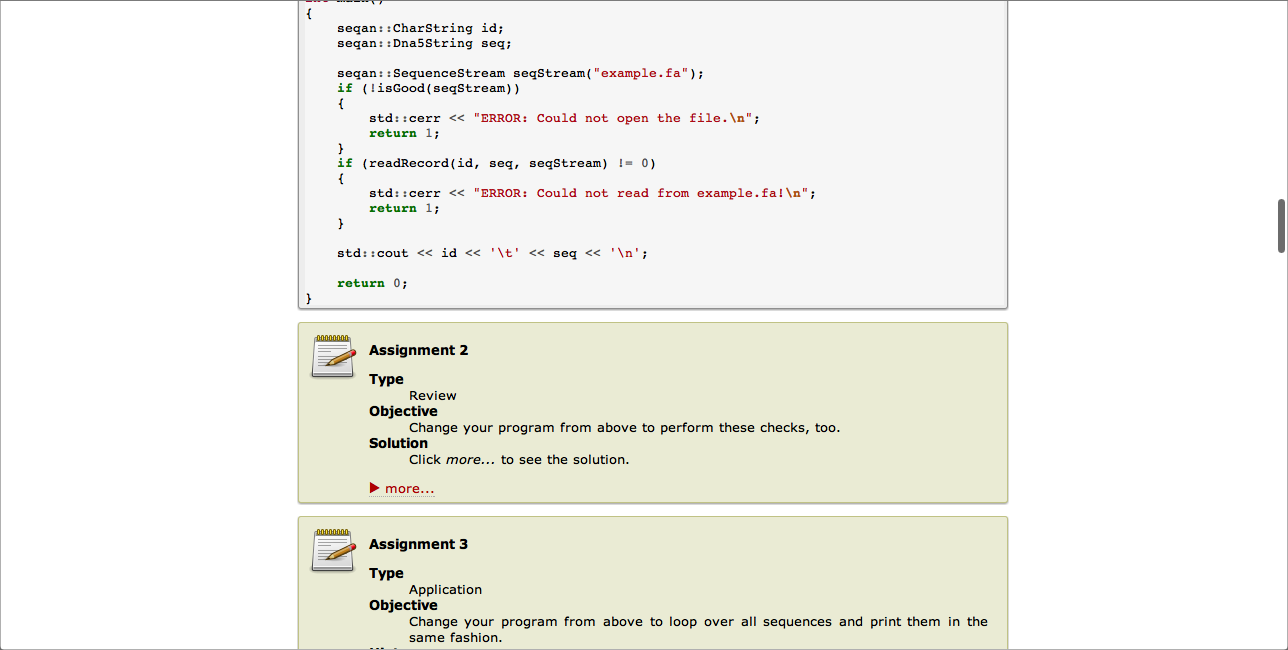 {
    seqan::CharString id;
    seqan::Dna5String seq;
    seqan::SequenceStream seqStream("example.fa");
    if (!isGood(seqStream))
    {
        std::cerr << "ERROR: Could not open the file.\n";
        return 1;
    }
    if (readRecord(id, seq, seqStream) != 0)
    {
        std::cerr << "ERROR: Could not read from example.fa!\n";
        return 1;
    }
    std::cout << id << '\t' << seq << '\n';
    return 0;
}
Assignment 2
Type
Review
Objective
Change your program from above to perform these checks, too.
Solution
Click more... to see the solution.
more...
Assignment 3
Type
Application
Objective
Change your program from above to loop over all sequences and print them in the
same fashion.